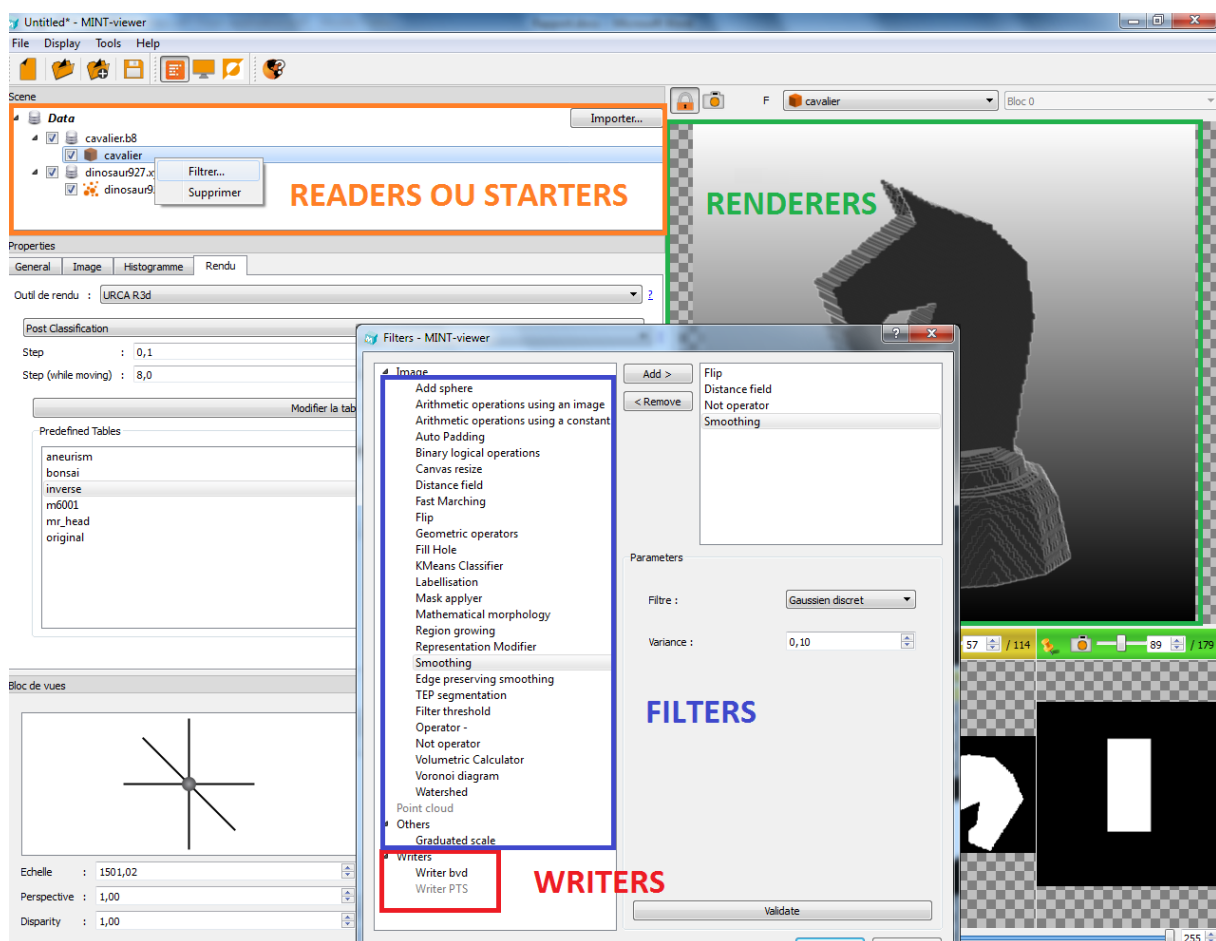 Untitled* - MINT-viewer
File Display Tools Help
Scene
Data
Importer...
cavalier.b8
cavalier
dinosaur927.x
dinosaur9
Filtrer...
Supprimer
READERS OU STARTERS
F cavalier Bloc 0
RENDERERS
Properties
General Image Histogramme Rendu
Outil de rendu : URCA R3d ?
Post Classification
Step : 0,1
Step (while moving) : 8,0
Modifier la tab
Predefined Tables
aneurism
bonsai
inverse
m6001
mr_head
original
Filters - MINT-viewer
Image
Add sphere
Arithmetic operations using an image
Arithmetic operations using a constant
Auto Padding
Binary logical operations
Canvas resize
Distance field
Fast Marching
Flip
Geometric operators
Fill Hole
KMeans Classifier
Labellisation
Mask applyer
Mathematical morphology
Region growing
Representation Modifier
Smoothing
Edge preserving smoothing
TEP segmentation
Filter threshold
Operator -
Not operator
Volumetric Calculator
Voronoi diagram
Watershed
Point cloud
Others
Graduated scale
Writers
Writer bvd
Writer PTS
Add >
< Remove
Flip
Distance field
Not operator
Smoothing
Parameters
Filtre : Gaussien discret
Variance : 0,10
FILTERS
WRITERS
Validate
57 / 114
89 / 179
255
Bloc de vues
Echelle : 1501,02
Perspective : 1,00
Disparity : 1,00